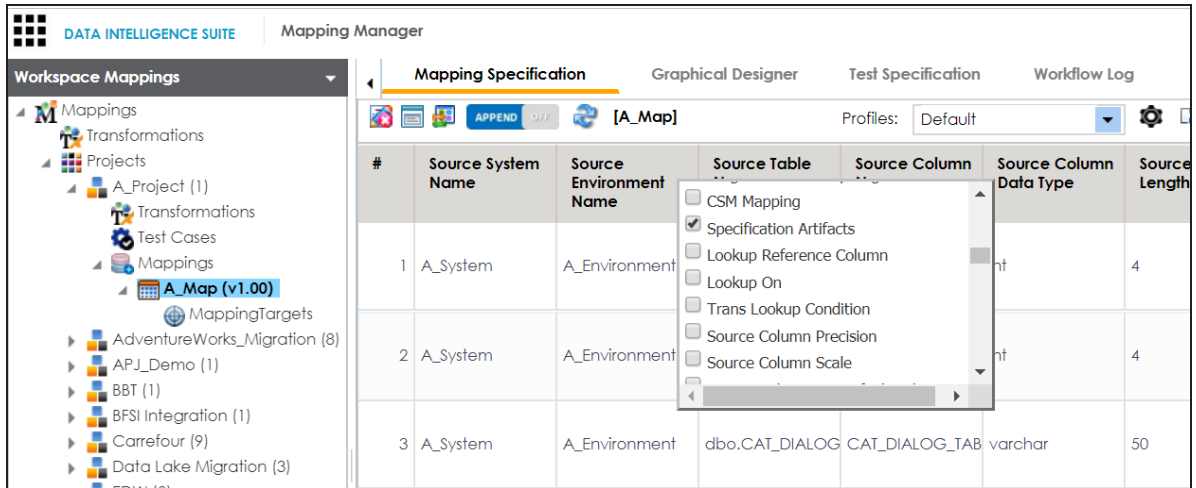 DATA INTELLIGENCE SUITE Mapping Manager
Workspace Mappings
Mappings
Transformations
Projects
A_Project (1)
Transformations
Test Cases
Mappings
A_Map (v1.00)
MappingTargets
AdventureWorks_Migration (8)
APJ_Demo (1)
BBT (1)
BFSI Integration (1)
Carrefour (9)
Data Lake Migration (3)
Mapping Specification Graphical Designer Test Specification Workflow Log
APPEND OFF [A_Map] Profiles: Default
# Source System Name Source Environment Name Source Table Source Column Source Column Data Type Source Length
1 A_System A_Environment 4
2 A_System A_Environment 4
3 A_System A_Environment dbo.CAT_DIALOG CAT_DIALOG_TAB varchar 50
CSM Mapping
Specification Artifacts
Lookup Reference Column
Lookup On
Trans Lookup Condition
Source Column Precision
Source Column Scale